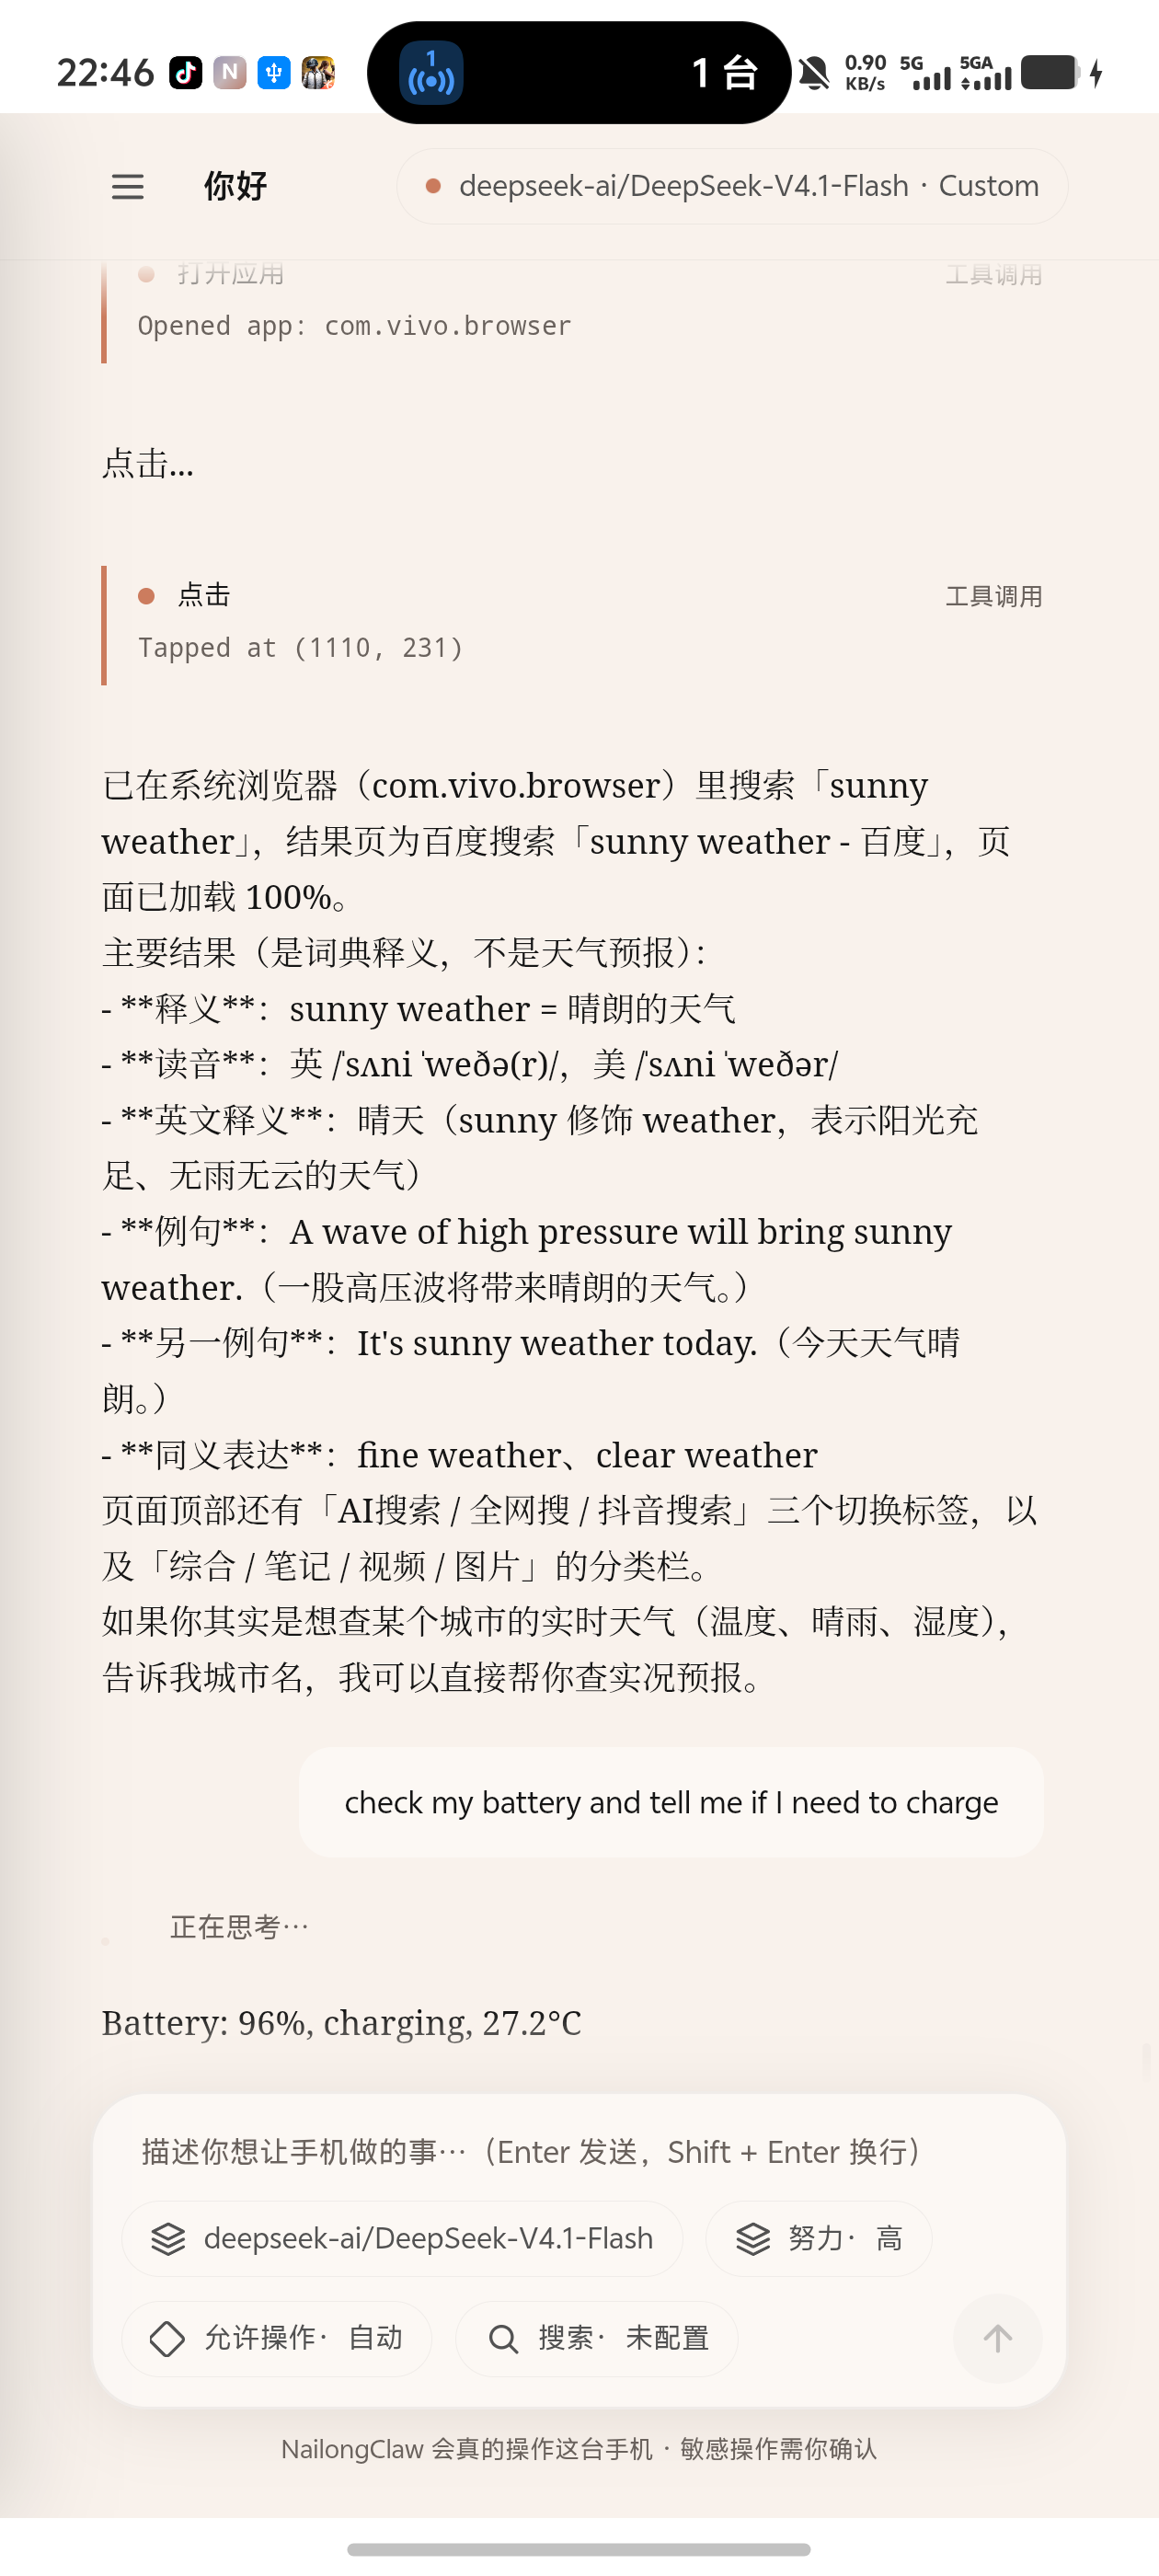 22:46
N
1
1 台
0.90
KB/s
5G
5GA
你好
deepseek-ai/DeepSeek-V4.1-Flash · Custom
打开应用
工具调用
Opened app: com.vivo.browser
点击...
点击
工具调用
Tapped at (1110, 231)
已在系统浏览器（com.vivo.browser）里搜索「sunny
weather」，结果页为百度搜索「sunny weather - 百度」，页
面已加载 100%。
主要结果（是词典释义，不是天气预报）：
- **释义**：sunny weather = 晴朗的天气
- **读音**：英 /ˈsʌni ˈweðə(r)/，美 /ˈsʌni ˈweðər/
- **英文释义**：晴天（sunny 修饰 weather，表示阳光充
足、无雨无云的天气）
- **例句**：A wave of high pressure will bring sunny
weather.（一股高压波将带来晴朗的天气。）
- **另一例句**：It's sunny weather today.（今天天气晴
朗。）
- **同义表达**：fine weather、clear weather
页面顶部还有「AI搜索 / 全网搜 / 抖音搜索」三个切换标签，以
及「综合 / 笔记 / 视频 / 图片」的分类栏。
如果你其实是想查某个城市的实时天气（温度、晴雨、湿度），
告诉我城市名，我可以直接帮你查实况预报。
check my battery and tell me if I need to charge
正在思考…
Battery: 96%, charging, 27.2°C
描述你想让手机做的事…（Enter 发送，Shift + Enter 换行）
deepseek-ai/DeepSeek-V4.1-Flash
努力· 高
允许操作· 自动
搜索· 未配置
NailongClaw 会真的操作这台手机 · 敏感操作需你确认